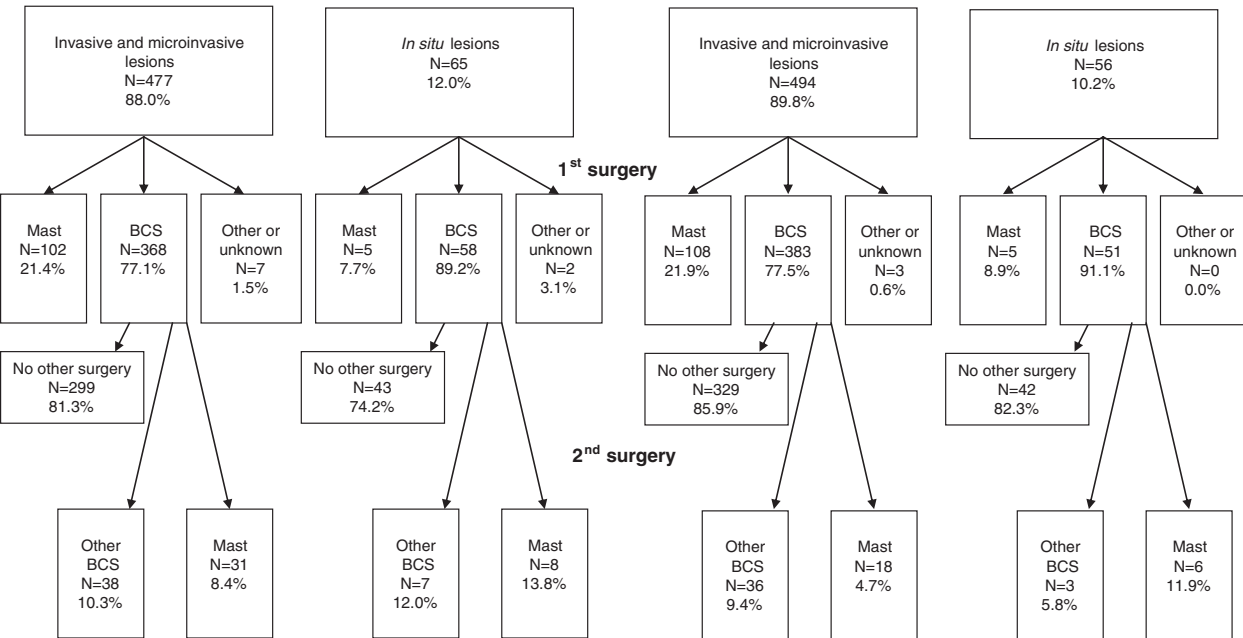 Invasive and microinvasive
lesions
N=477
88.0%
In situ lesions
N=65
12.0%
Invasive and microinvasive
lesions
N=494
89.8%
In situ lesions
N=56
10.2%
1st surgery
Mast
N=102
21.4%
BCS
N=368
77.1%
Other or
unknown
N=7
1.5%
Mast
N=5
7.7%
BCS
N=58
89.2%
Other or
unknown
N=2
3.1%
Mast
N=108
21.9%
BCS
N=383
77.5%
Other or
unknown
N=3
0.6%
Mast
N=5
8.9%
BCS
N=51
91.1%
Other or
unknown
N=0
0.0%
No other surgery
N=299
81.3%
No other surgery
N=43
74.2%
No other surgery
N=329
85.9%
No other surgery
N=42
82.3%
2nd surgery
Other
BCS
N=38
10.3%
Mast
N=31
8.4%
Other
BCS
N=7
12.0%
Mast
N=8
13.8%
Other
BCS
N=36
9.4%
Mast
N=18
4.7%
Other
BCS
N=3
5.8%
Mast
N=6
11.9%